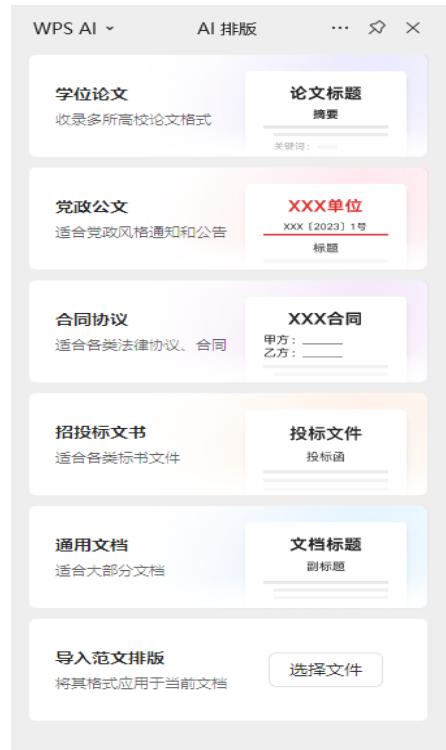 WPS AI
AI 排版
学位论文
收录多所高校论文格式
论文标题
摘要
关键词：
党政公文
适合党政风格通知和公告
XXX单位
XXX〔2023〕1号
标题
合同协议
适合各类法律协议、合同
XXX合同
甲方：______
乙方：______
招投标文书
适合各类标书文件
投标文件
投标函
通用文档
适合大部分文档
文档标题
副标题
导入范文排版
将其格式应用于当前文档
选择文件